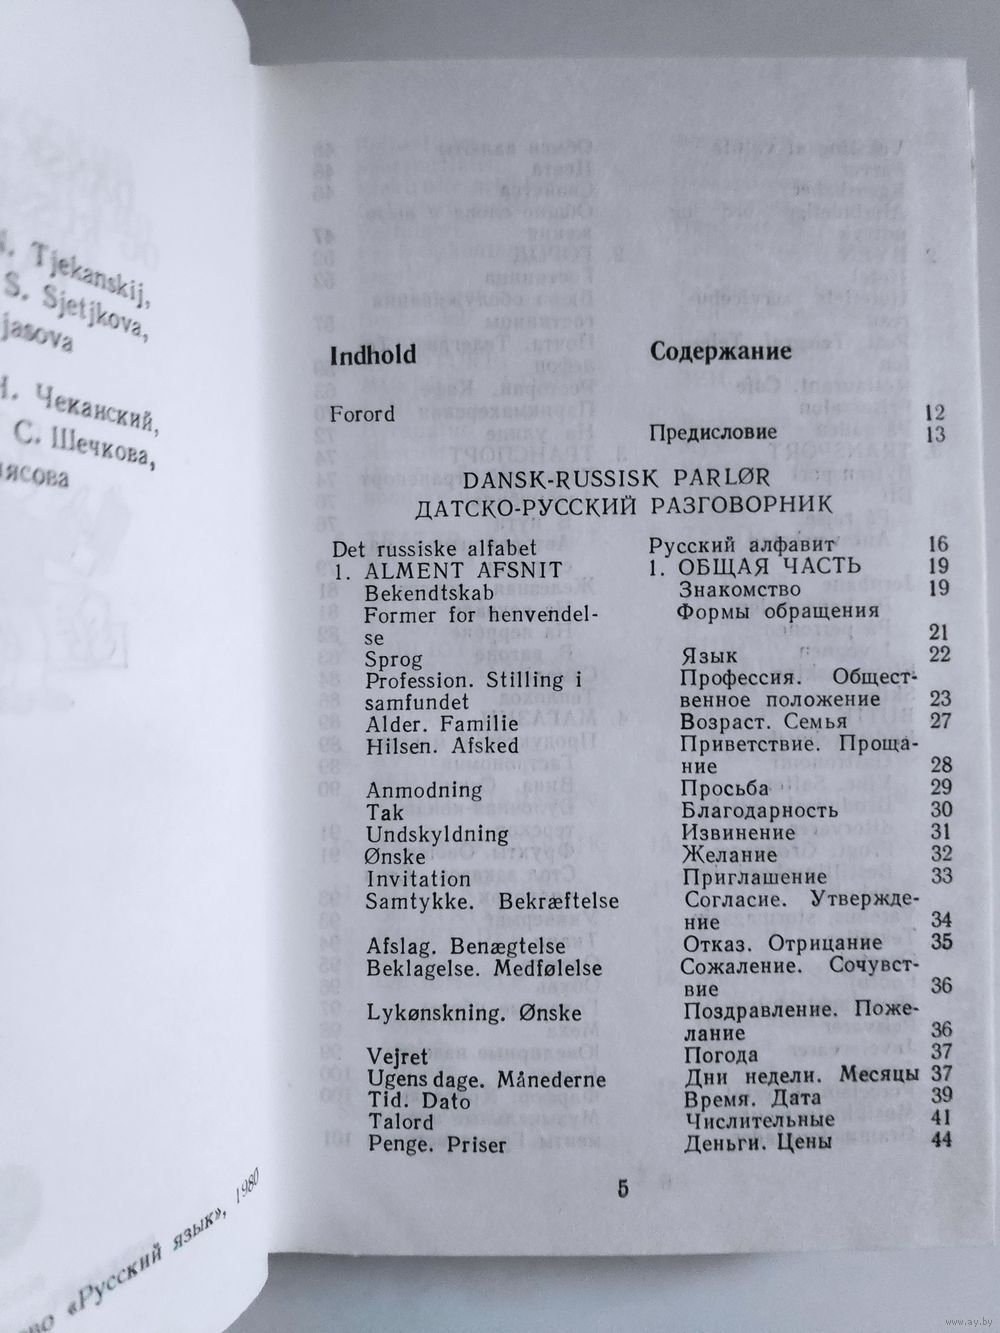 Tjekanskij,
S. Sjetjkova,
Чеканский,
С. Шечкова,
«Русский язык», 1980
Indhold Содержание
Forord 12
Предисловие 13
DANSK-RUSSISK PARLØR
ДАТСКО-РУССКИЙ РАЗГОВОРНИК
Det russiske alfabet Русский алфавит 16
1. ALMENT AFSNIT 1. ОБЩАЯ ЧАСТЬ 19
Bekendtskab Знакомство 19
Former for henvendel- Формы обращения
se 21
Sprog Язык 22
Profession. Stilling i Профессия. Общест-
samfundet венное положение 23
Alder. Familie Возраст. Семья 27
Hilsen. Afsked Приветствие. Проща-
ние 28
Anmodning Просьба 29
Tak Благодарность 30
Undskyldning Извинение 31
Ønske Желание 32
Invitation Приглашение 33
Samtykke. Bekræftelse Согласие. Утвержде-
ние 34
Afslag. Benægtelse Отказ. Отрицание 35
Beklagelse. Medfølelse Сожаление. Сочувст-
вие 36
Lykønskning. Ønske Поздравление. Поже-
лание 36
Vejret Погода 37
Ugens dage. Månederne Дни недели. Месяцы 37
Tid. Dato Время. Дата 39
Talord Числительные 41
Penge. Priser Деньги. Цены 44
5
www.ay.by